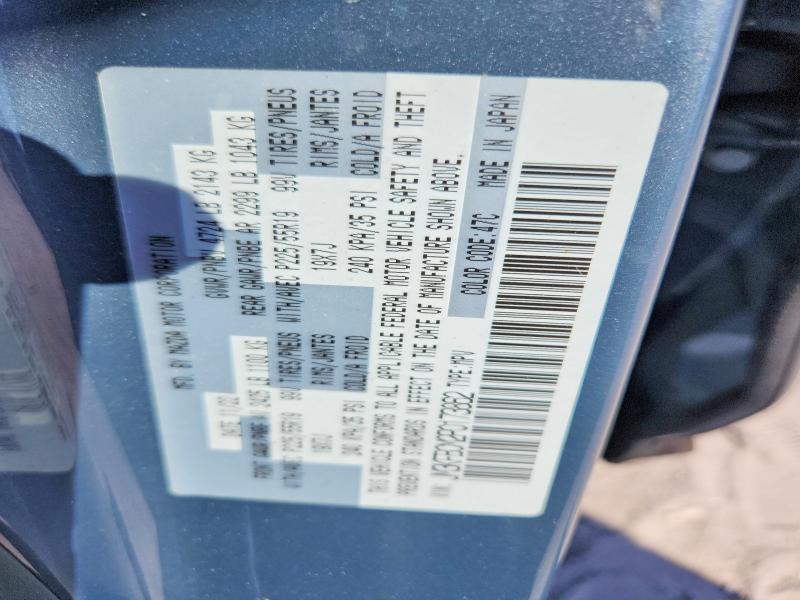 MFD BY MAZDA MOTOR CORPORATION
DATE 11/22 GVWR/PNBV 4724 LB 2143 KG
FRONT GAWR/PNBE AV 2425 LB 1100 KG REAR GAWR/PNBE AR 2299 LB 1043 KG
WITH/AVEC P225/55R19 99V TIRES/PNEUS WITH/AVEC P225/55R19 99V TIRES/PNEUS
19X7J RIMS/JANTES 19X7J RIMS/JANTES
240 KPA/35 PSI COLD/A FROID 240 KPA/35 PSI COLD/A FROID
THIS VEHICLE CONFORMS TO ALL APPLICABLE FEDERAL MOTOR VEHICLE SAFETY AND THEFT
PREVENTION STANDARDS IN EFFECT ON THE DATE OF MANUFACTURE SHOWN ABOVE.
VIN: TYPE:MPV COLOR CODE:47C MADE IN JAPAN